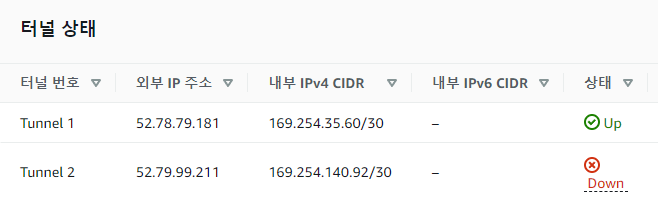 터널 상태
터널 번호 외부 IP 주소 내부 IPv4 CIDR 내부 IPv6 CIDR 상태
Tunnel 1 52.78.79.181 169.254.35.60/30 – Up
Tunnel 2 52.79.99.211 169.254.140.92/30 – Down